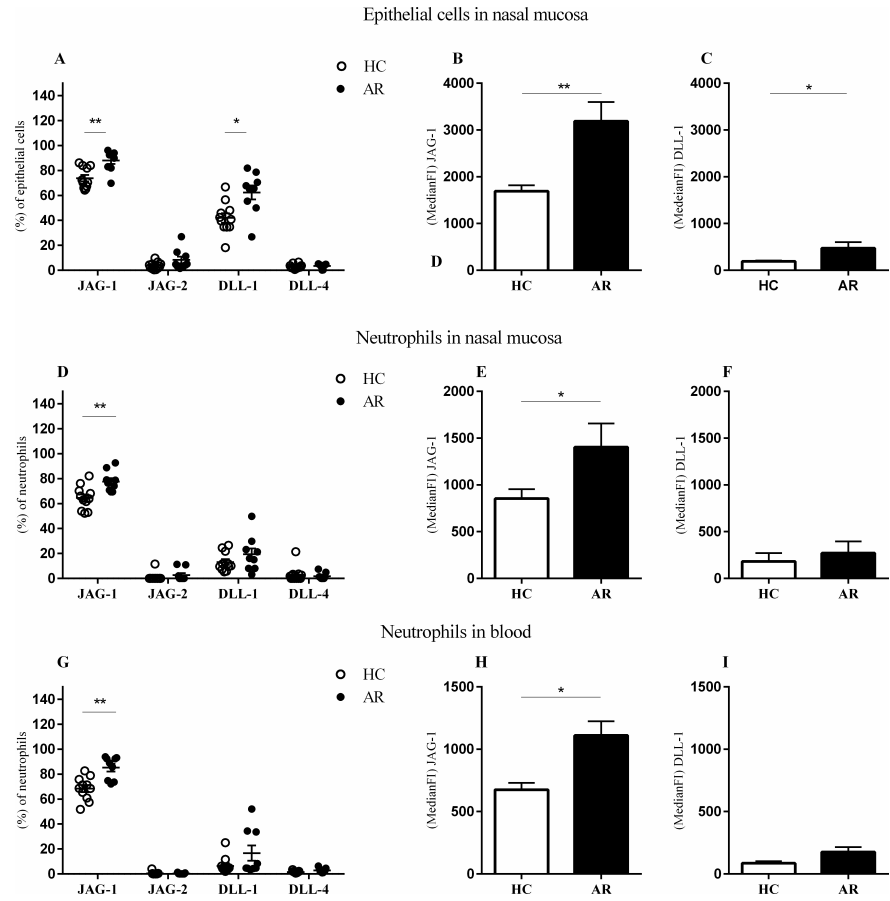 Epithelial cells in nasal mucosa
A
HC
AR
(%) of epithelial cells
140
120
100
80
60
40
20
0
**
*
JAG-1 JAG-2 DLL-1 DLL-4
B
(MedianFI) JAG-1
4000
3000
2000
1000
0
**
HC AR
C
(MedeianFI) DLL-1
4000
3000
2000
1000
0
*
HC AR
D
Neutrophils in nasal mucosa
D
HC
AR
(%) of neutrophils
140
120
100
80
60
40
20
0
**
JAG-1 JAG-2 DLL-1 DLL-4
E
(MedianFI) JAG-1
2000
1500
1000
500
0
*
HC AR
F
(MedianFI) DLL-1
2000
1500
1000
500
0
HC AR
Neutrophils in blood
G
HC
AR
(%) of neutrophils
140
120
100
80
60
40
20
0
**
JAG-1 JAG-2 DLL-1 DLL-4
H
(MedianFI) JAG-1
1500
1000
500
0
*
HC AR
I
(MedianFI) DLL-1
1500
1000
500
0
HC AR